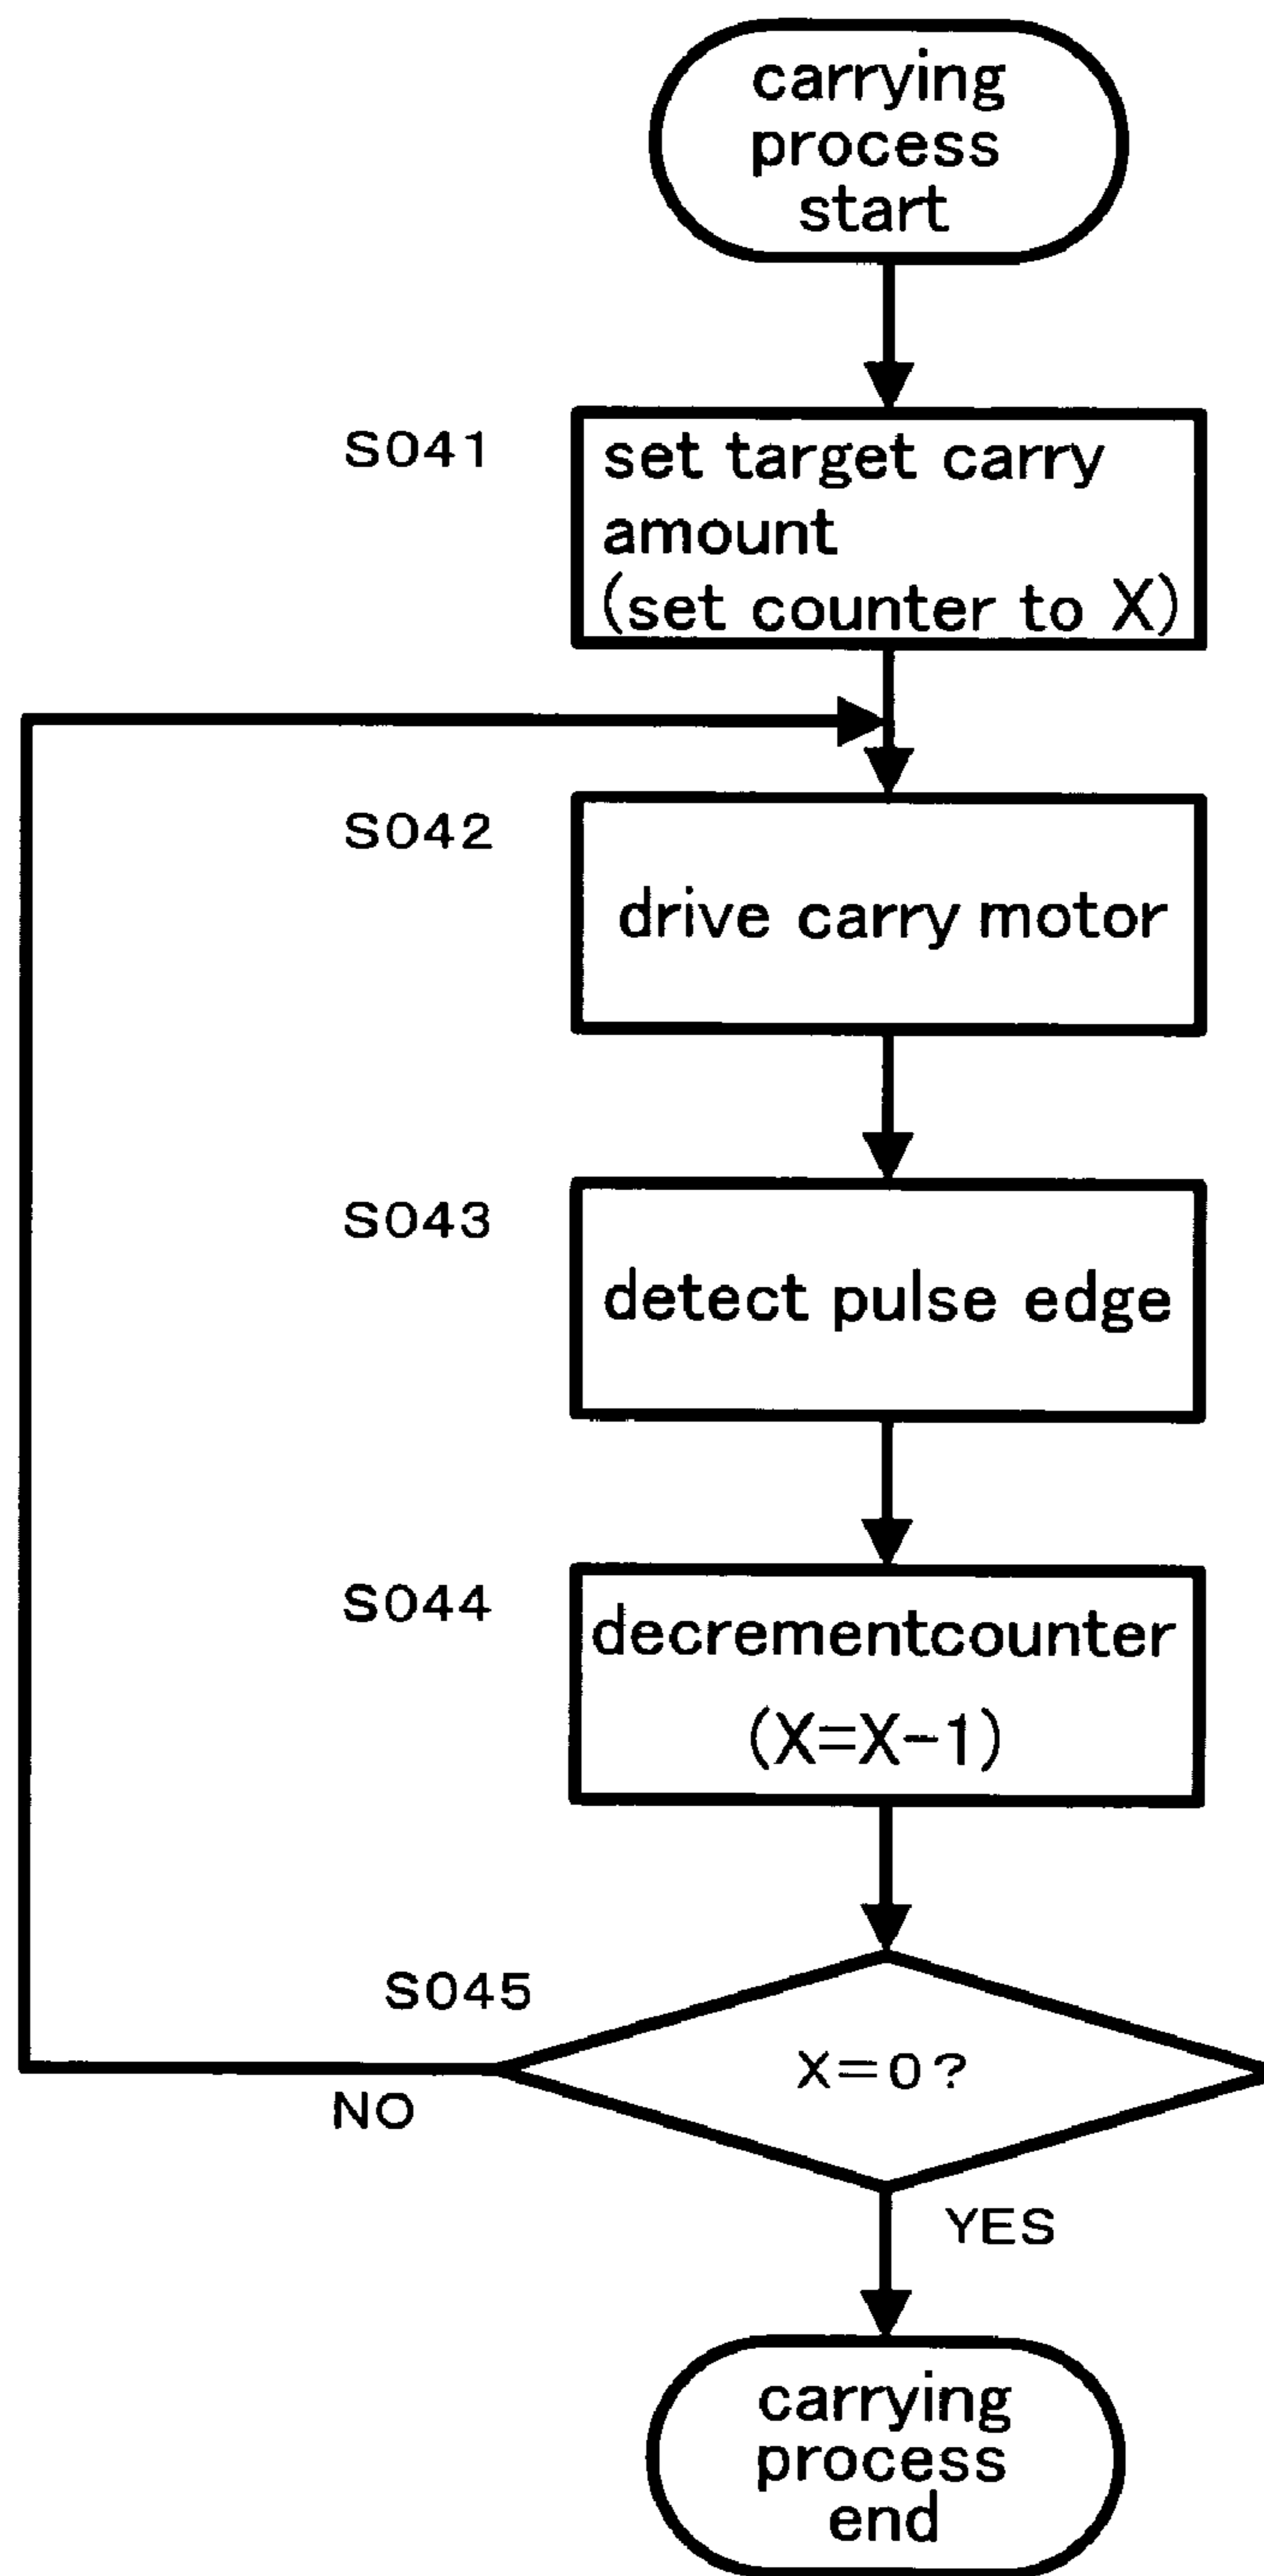 carrying
process
start
S041
set target carry
amount
(set counter to X)
S042
drive carry motor
S043
detect pulse edge
S044
decrementcounter
(X=X-1)
S045
X=0?
NO
YES
carrying
process
end